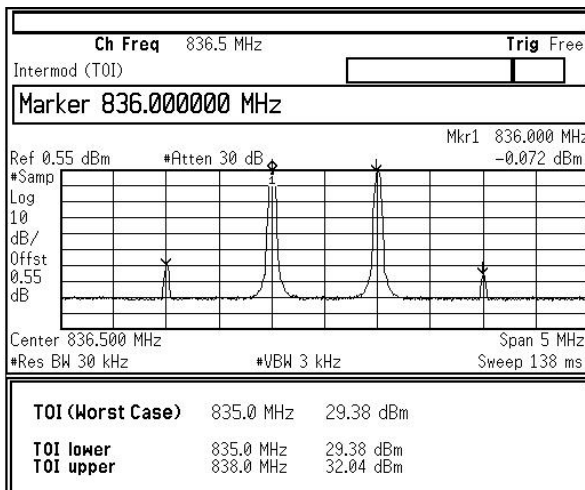 Ch Freq 836.5 MHz Trig Free
Intermod (TOI)
Marker 836.000000 MHz
Mkr1 836.000 MHz
Ref 0.55 dBm #Atten 30 dB -0.072 dBm
#Samp
Log
10
dB/
Offst
0.55
dB
1
Center 836.500 MHz Span 5 MHz
#Res BW 30 kHz #VBW 3 kHz Sweep 138 ms
TOI (Worst Case) 835.0 MHz 29.38 dBm
TOI lower 835.0 MHz 29.38 dBm
TOI upper 838.0 MHz 32.04 dBm